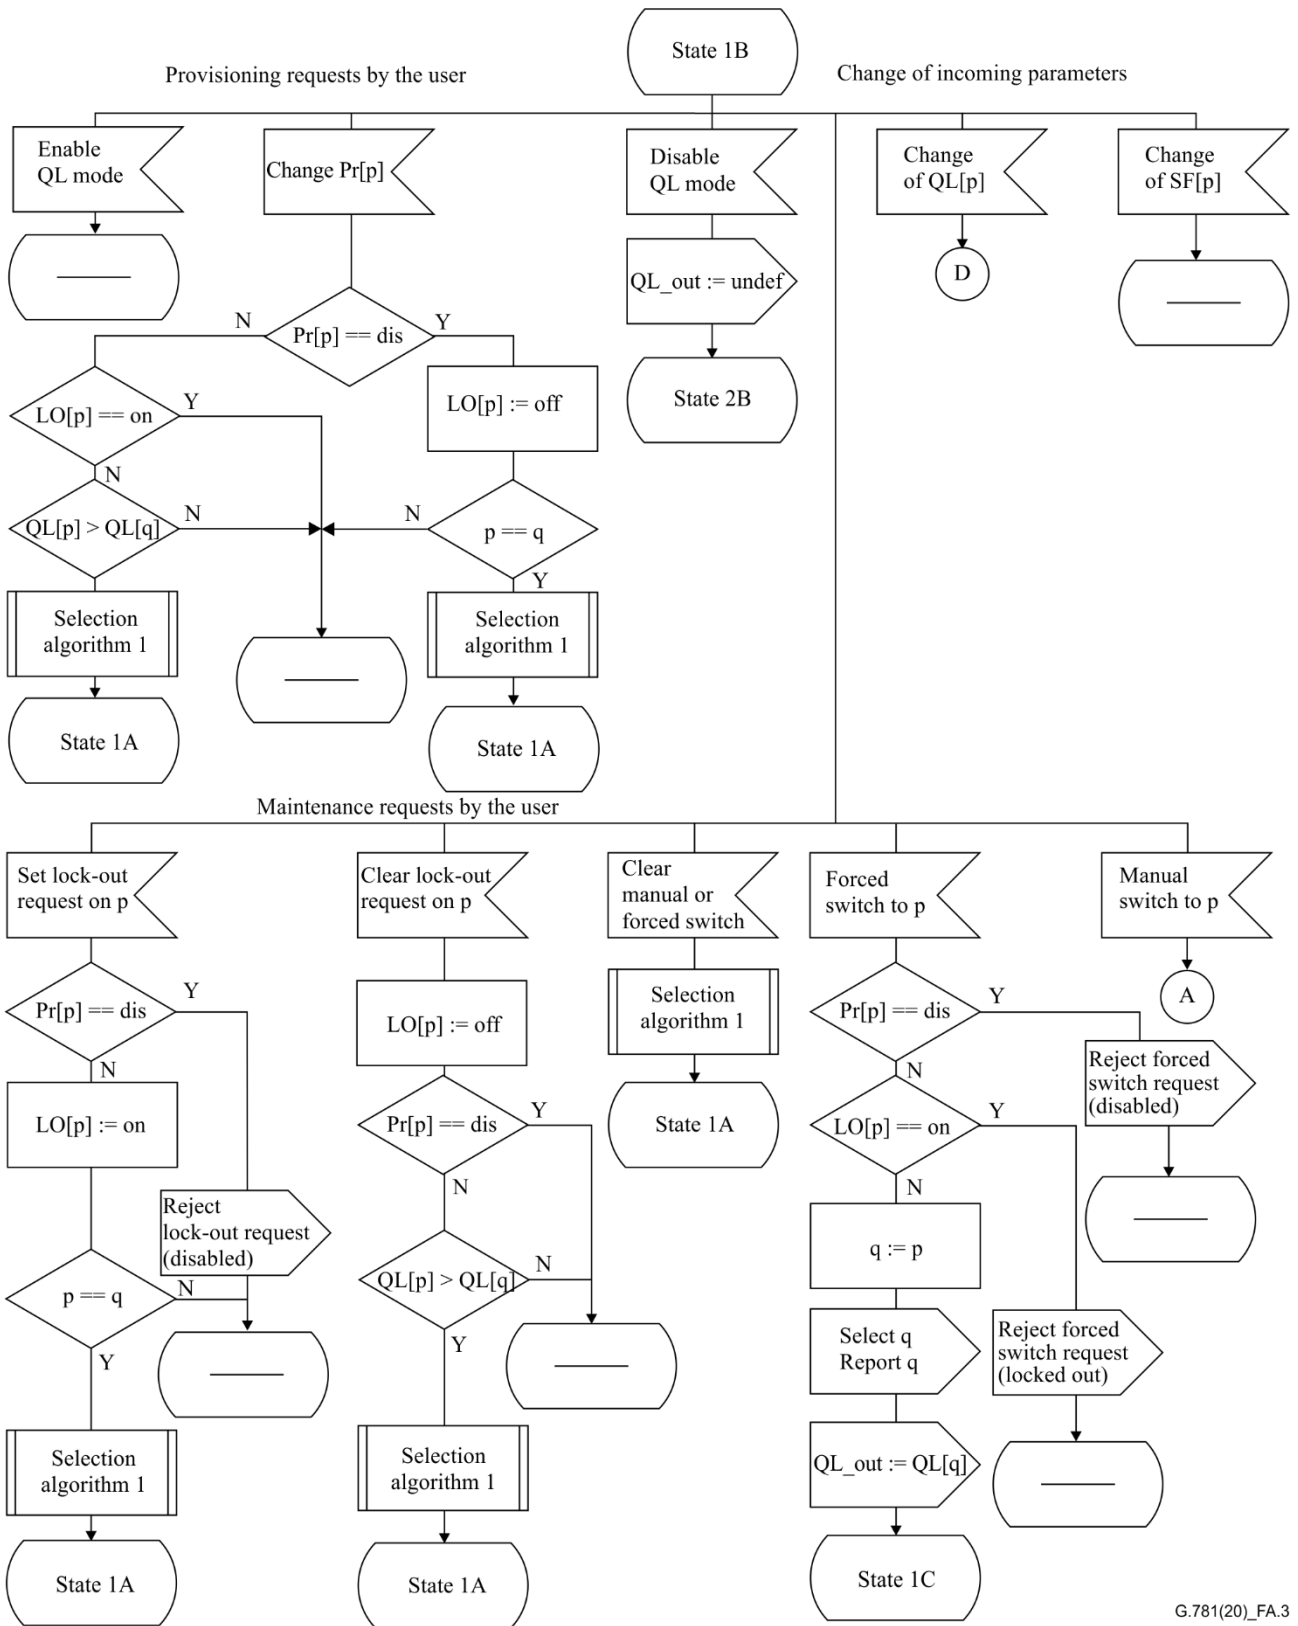 State 1B
Provisioning requests by the user
Change of incoming parameters
Enable
QL mode
Change Pr[p]
Disable
QL mode
Change
of QL[p]
Change
of SF[p]
QL_out := undef
D
N
Pr[p] == dis
Y
State 2B
LO[p] == on
Y
LO[p] := off
N
QL[p] > QL[q]
N
N
p == q
Y
Selection
algorithm 1
Selection
algorithm 1
State 1A
State 1A
Maintenance requests by the user
Set lock-out
request on p
Clear lock-out
request on p
Clear
manual or
forced switch
Forced
switch to p
Manual
switch to p
Pr[p] == dis
Y
N
LO[p] := on
Reject
lock-out request
(disabled)
p == q
N
Y
Selection
algorithm 1
State 1A
LO[p] := off
Pr[p] == dis
Y
N
QL[p] > QL[q]
N
Y
Selection
algorithm 1
State 1A
Selection
algorithm 1
State 1A
Pr[p] == dis
Y
N
Reject forced
switch request
(disabled)
LO[p] == on
Y
N
q := p
Select q
Report q
Reject forced
switch request
(locked out)
QL_out := QL[q]
State 1C
A
G.781(20)_FA.3